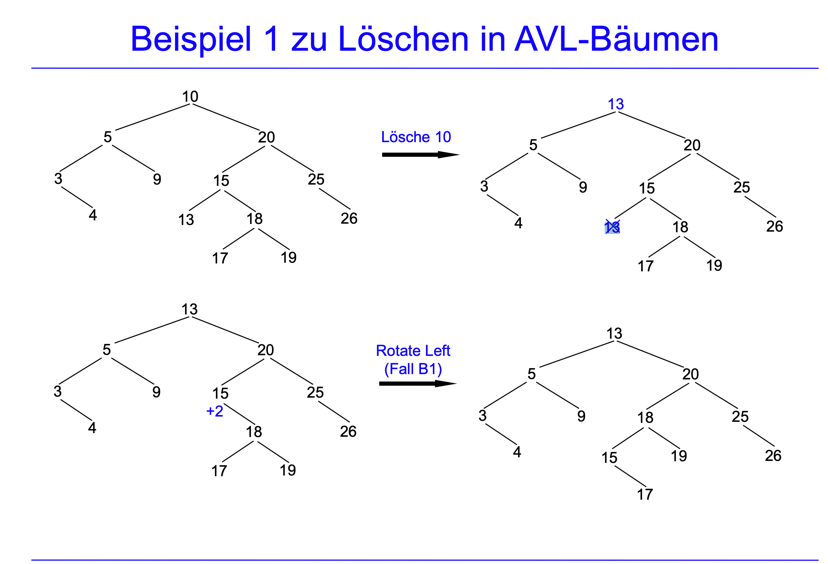 Beispiel 1 zu Löschen in AVL-Bäumen
10
5 20
3 9 15 25
4 13 18 26
17 19
Lösche 10
13
5 20
3 9 15 25
4 13 18 26
17 19
13
5 20
3 9 15 25
+2
4 18 26
17 19
Rotate Left
(Fall B1)
13
5 20
3 9 18 25
4 15 19 26
17